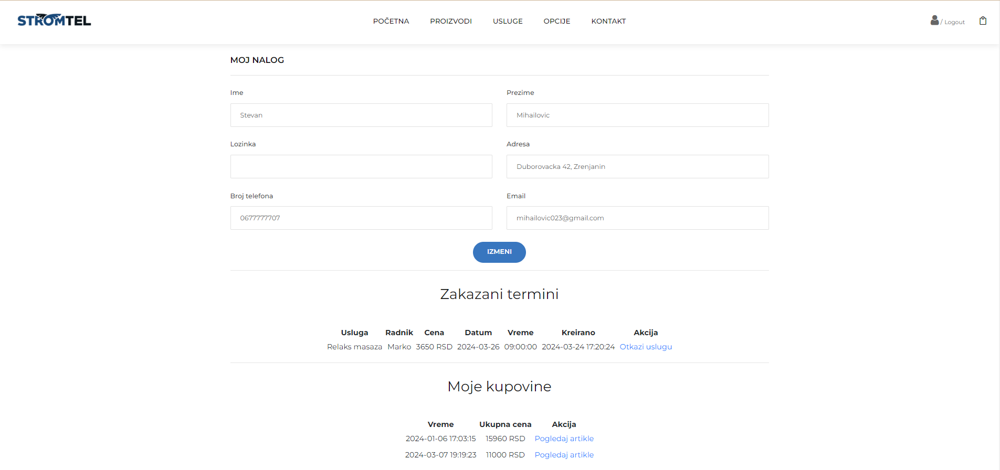 STROMTEL
POČETNA PROIZVODI USLUGE OPCIJE KONTAKT
/ Logout
MOJ NALOG
Ime Prezime
Stevan Mihailovic
Lozinka Adresa
Duborovacka 42, Zrenjanin
Broj telefona Email
0677777707 mihailovic023@gmail.com
IZMENI
Zakazani termini
Usluga Radnik Cena Datum Vreme Kreirano Akcija
Relaks masaza Marko 3650 RSD 2024-03-26 09:00:00 2024-03-24 17:20:24 Otkazi uslugu
Moje kupovine
Vreme Ukupna cena Akcija
2024-01-06 17:03:15 15960 RSD Pogledaj artikle
2024-03-07 19:19:23 11000 RSD Pogledaj artikle